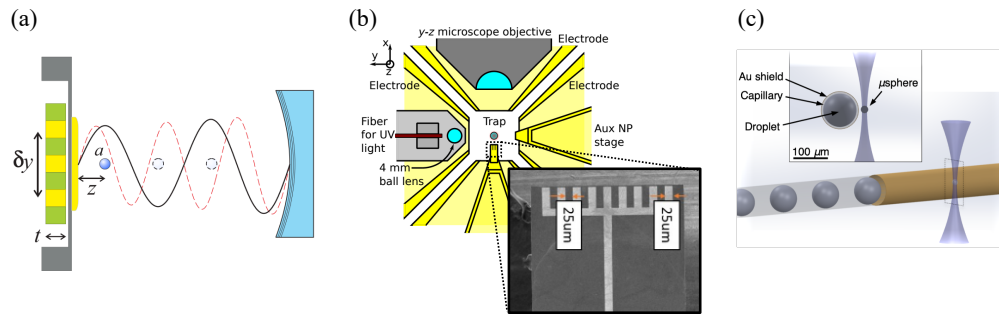 (a)
δy
a
z
t
(b)
x
y
z
y-z microscope objective
Electrode
Electrode
Electrode
Fiber
for UV
light
Trap
Aux NP
stage
4 mm
ball lens
25um
25um
(c)
Au shield
Capillary
Droplet
μsphere
100 μm